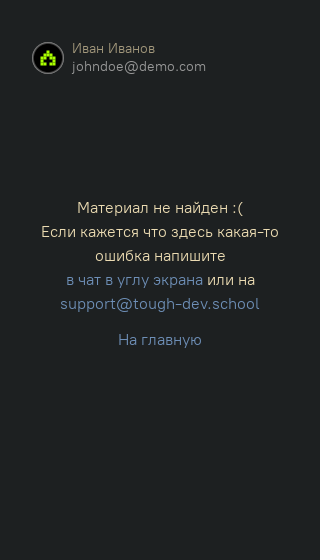 Иван Иванов
johndoe@demo.com
Материал не найден :(
Если кажется что здесь какая-то
ошибка напишите
в чат в углу экрана или на
support@tough-dev.school
На главную